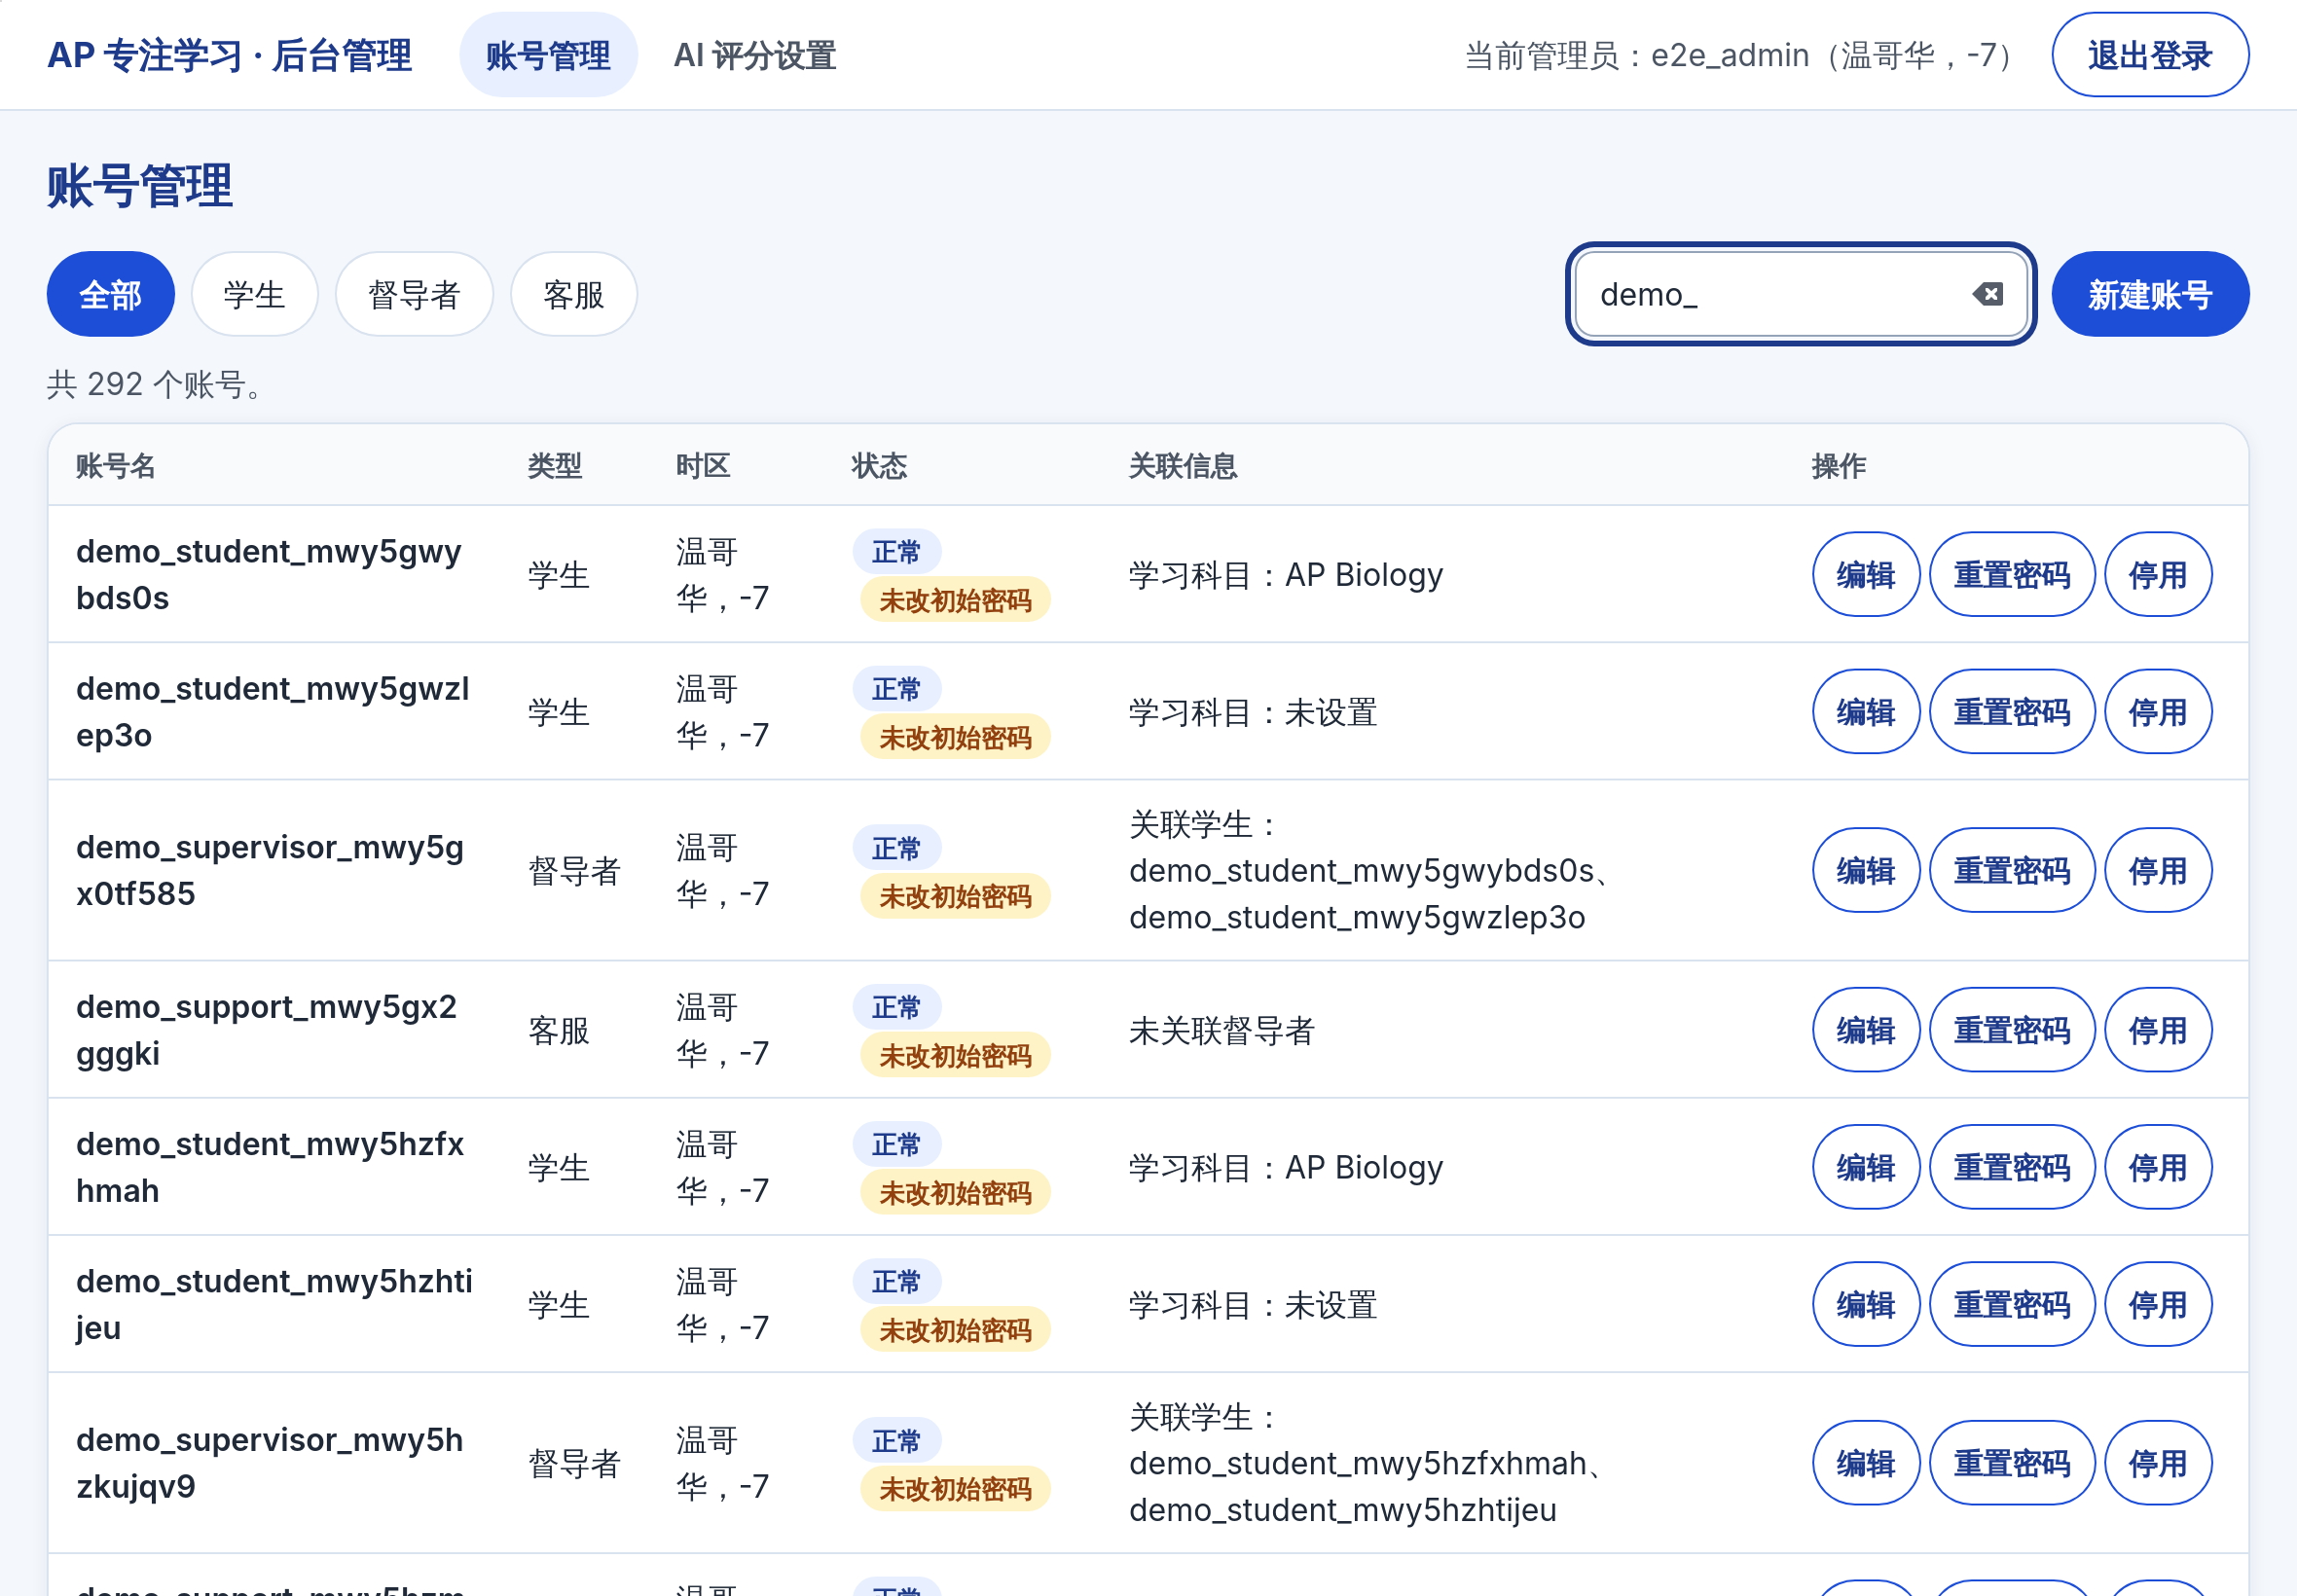 AP 专注学习 · 后台管理
账号管理
AI 评分设置
当前管理员：e2e_admin（温哥华，-7）
退出登录
账号管理
全部
学生
督导者
客服
demo_
新建账号
共 292 个账号。
账号名 类型 时区 状态 关联信息 操作
demo_student_mwy5gwy
bds0s
学生
温哥
华，-7
正常
未改初始密码
学习科目：AP Biology
编辑 重置密码 停用
demo_student_mwy5gwzl
ep3o
学生
温哥
华，-7
正常
未改初始密码
学习科目：未设置
编辑 重置密码 停用
demo_supervisor_mwy5g
x0tf585
督导者
温哥
华，-7
正常
未改初始密码
关联学生：
demo_student_mwy5gwybds0s、
demo_student_mwy5gwzlep3o
编辑 重置密码 停用
demo_support_mwy5gx2
gggki
客服
温哥
华，-7
正常
未改初始密码
未关联督导者
编辑 重置密码 停用
demo_student_mwy5hzfx
hmah
学生
温哥
华，-7
正常
未改初始密码
学习科目：AP Biology
编辑 重置密码 停用
demo_student_mwy5hzhti
jeu
学生
温哥
华，-7
正常
未改初始密码
学习科目：未设置
编辑 重置密码 停用
demo_supervisor_mwy5h
zkujqv9
督导者
温哥
华，-7
正常
未改初始密码
关联学生：
demo_student_mwy5hzfxhmah、
demo_student_mwy5hzhtijeu
编辑 重置密码 停用